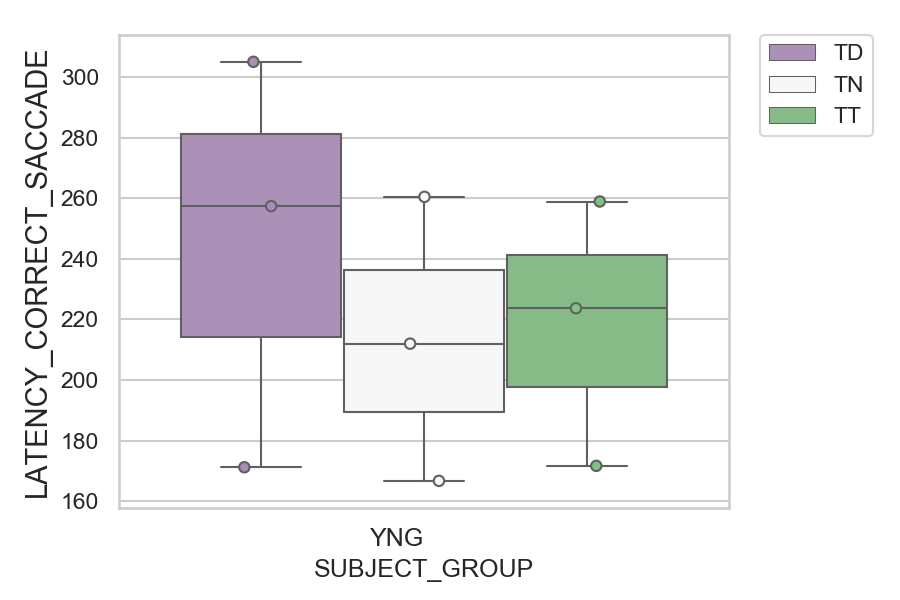 LATENCY_CORRECT_SACCADE
300
280
260
240
220
200
180
160
YNG
SUBJECT_GROUP
TD
TN
TT